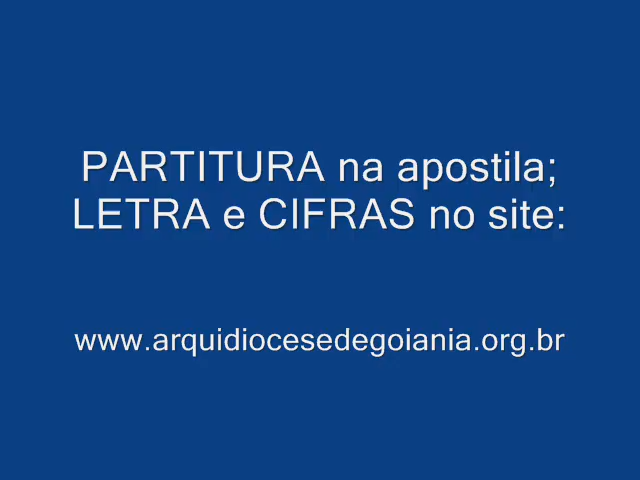 PARTITURA na apostila;
LETRA e CIFRAS no site:
www.arquidiocesedegoiania.org.br